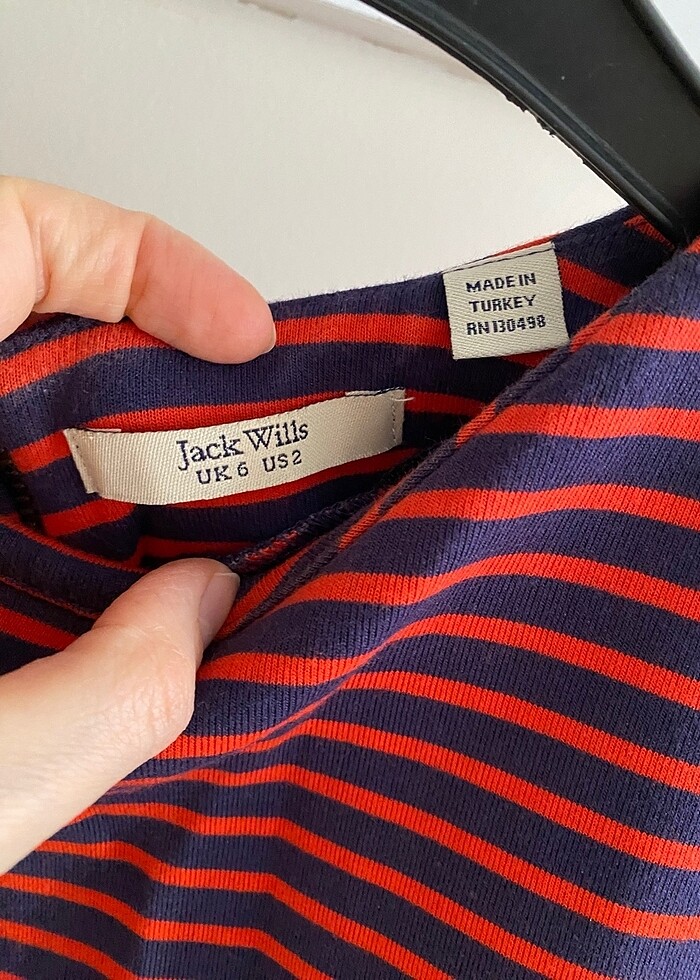 Jack Wills
UK 6 US 2
MADE IN
TURKEY
RN130498